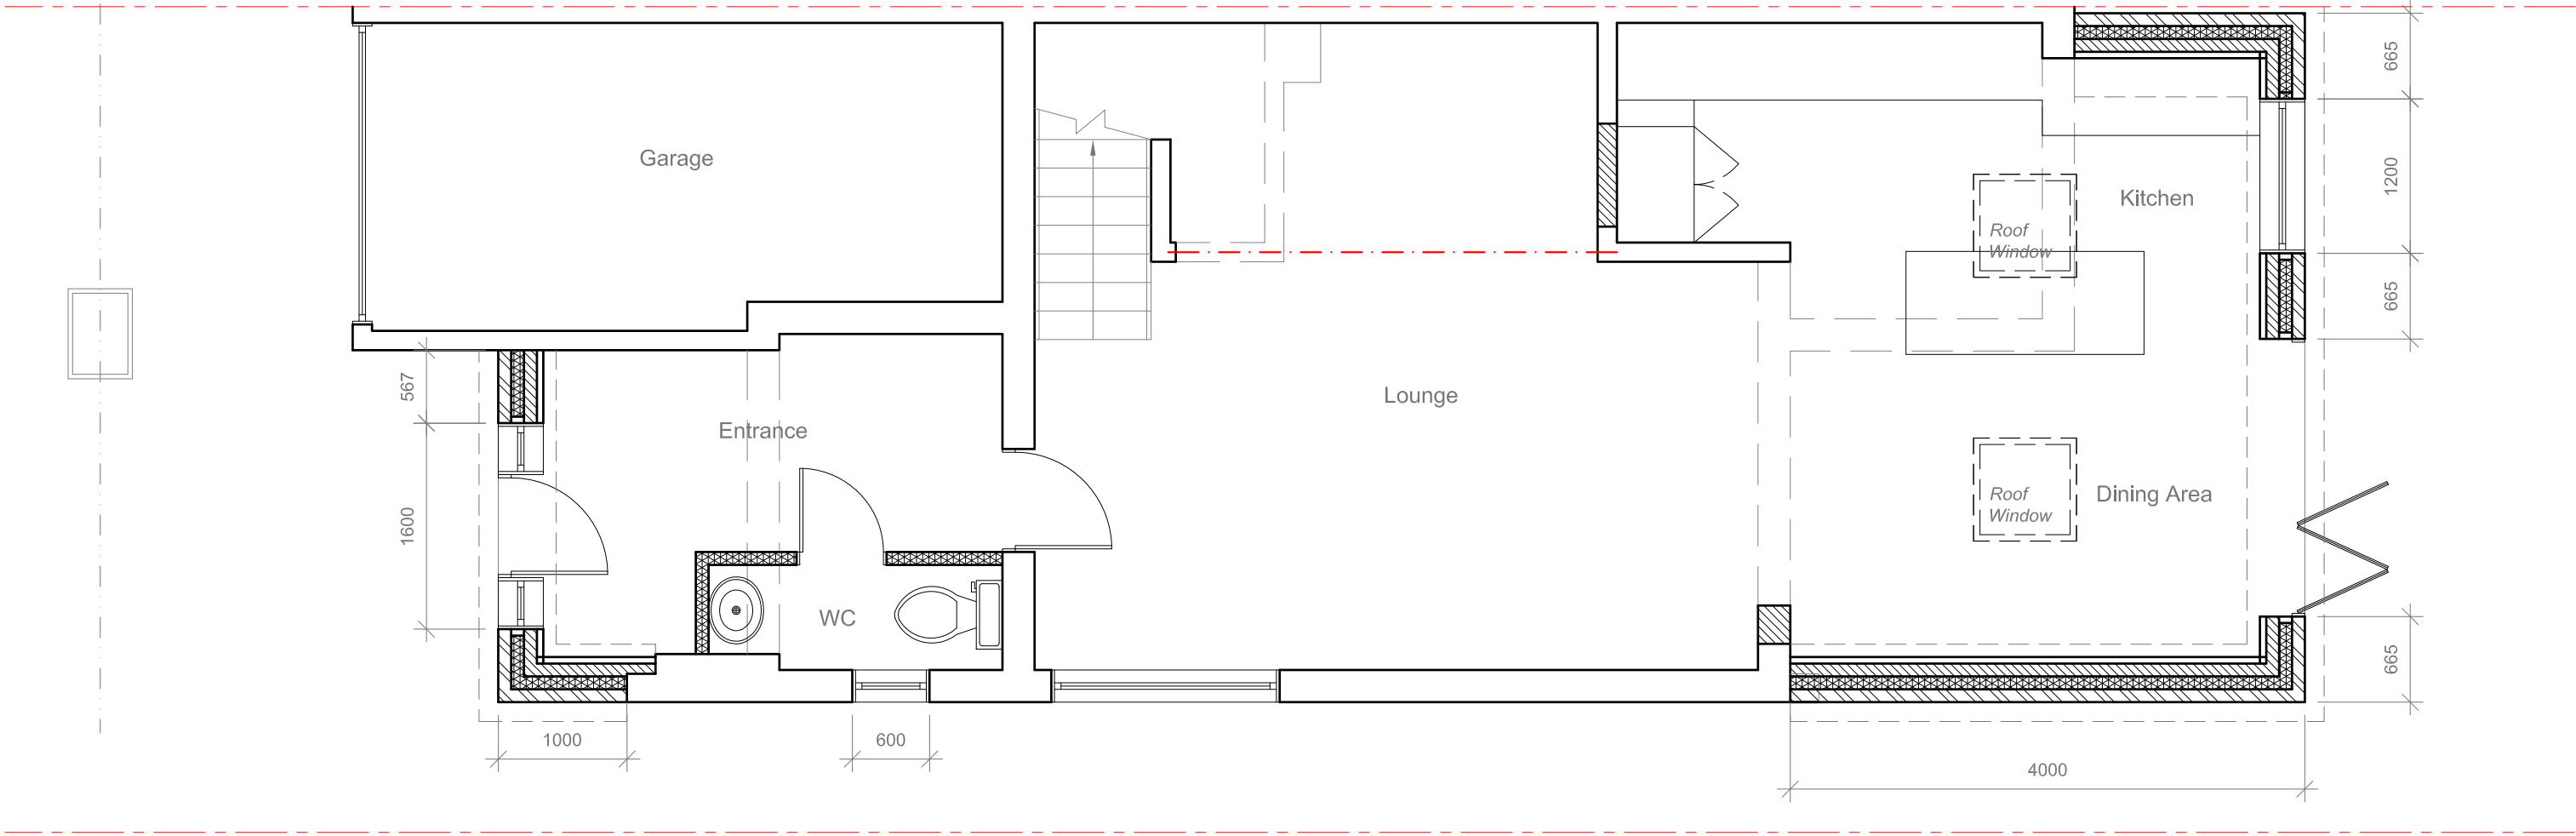 665
Garage
1200
Kitchen
Roof
Window
665
567
Lounge
Entrance
Roof
Window
Dining Area
1600
WC
665
1000
600
4000